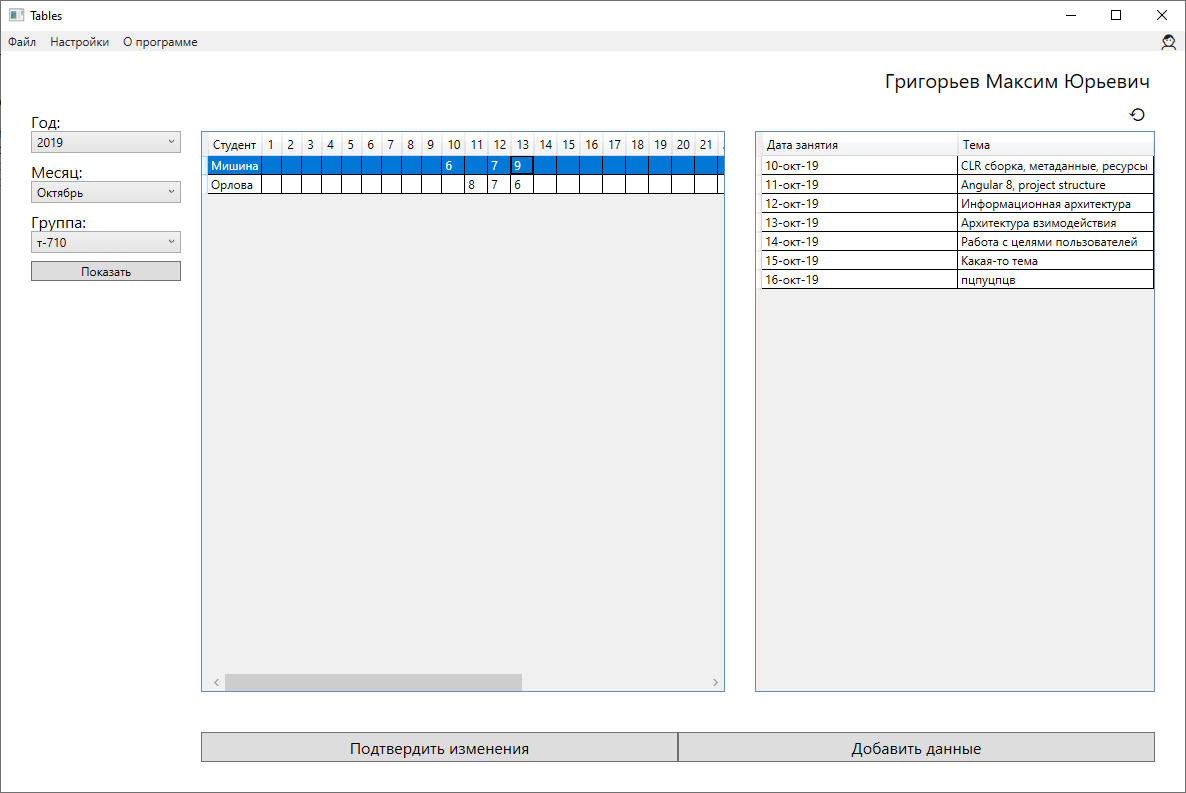 Tables
Файл Настройки О программе
Григорьев Максим Юрьевич
Год:
2019
Месяц:
Октябрь
Группа:
т-710
Показать
Студент 1 2 3 4 5 6 7 8 9 10 11 12 13 14 15 16 17 18 19 20 21
Мишина 6 7 9
Орлова 8 7 6
Дата занятия Тема
10-окт-19 CLR сборка, метаданные, ресурсы
11-окт-19 Angular 8, project structure
12-окт-19 Информационная архитектура
13-окт-19 Архитектура взимодействия
14-окт-19 Работа с целями пользователей
15-окт-19 Какая-то тема
16-окт-19 пцпуцпцв
Подтвердить изменения Добавить данные